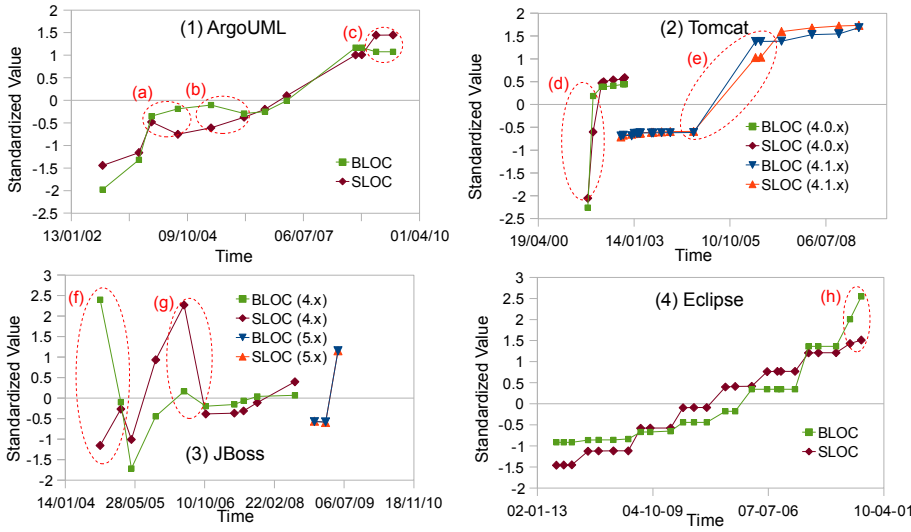 (1) ArgoUML
Standardized Value
2
1.5
1
0.5
0
-0.5
-1
-1.5
-2
-2.5
(a)
(b)
(c)
BLOC
SLOC
13/01/02
09/10/04
06/07/07
01/04/10
Time
(2) Tomcat
Standardized Value
2
1.5
1
0.5
0
-0.5
-1
-1.5
-2
-2.5
(d)
(e)
BLOC (4.0.x)
SLOC (4.0.x)
BLOC (4.1.x)
SLOC (4.1.x)
19/04/00
14/01/03
10/10/05
06/07/08
Time
(3) JBoss
Standardized Value
3
2.5
2
1.5
1
0.5
0
-0.5
-1
-1.5
-2
(f)
(g)
BLOC (4.x)
SLOC (4.x)
BLOC (5.x)
SLOC (5.x)
14/01/04
28/05/05
10/10/06
22/02/08
06/07/09
18/11/10
Time
(4) Eclipse
Standardized Value
3
2.5
2
1.5
1
0.5
0
-0.5
-1
-1.5
-2
(h)
BLOC
SLOC
02-01-13
04-10-09
07-07-06
10-04-01
Time